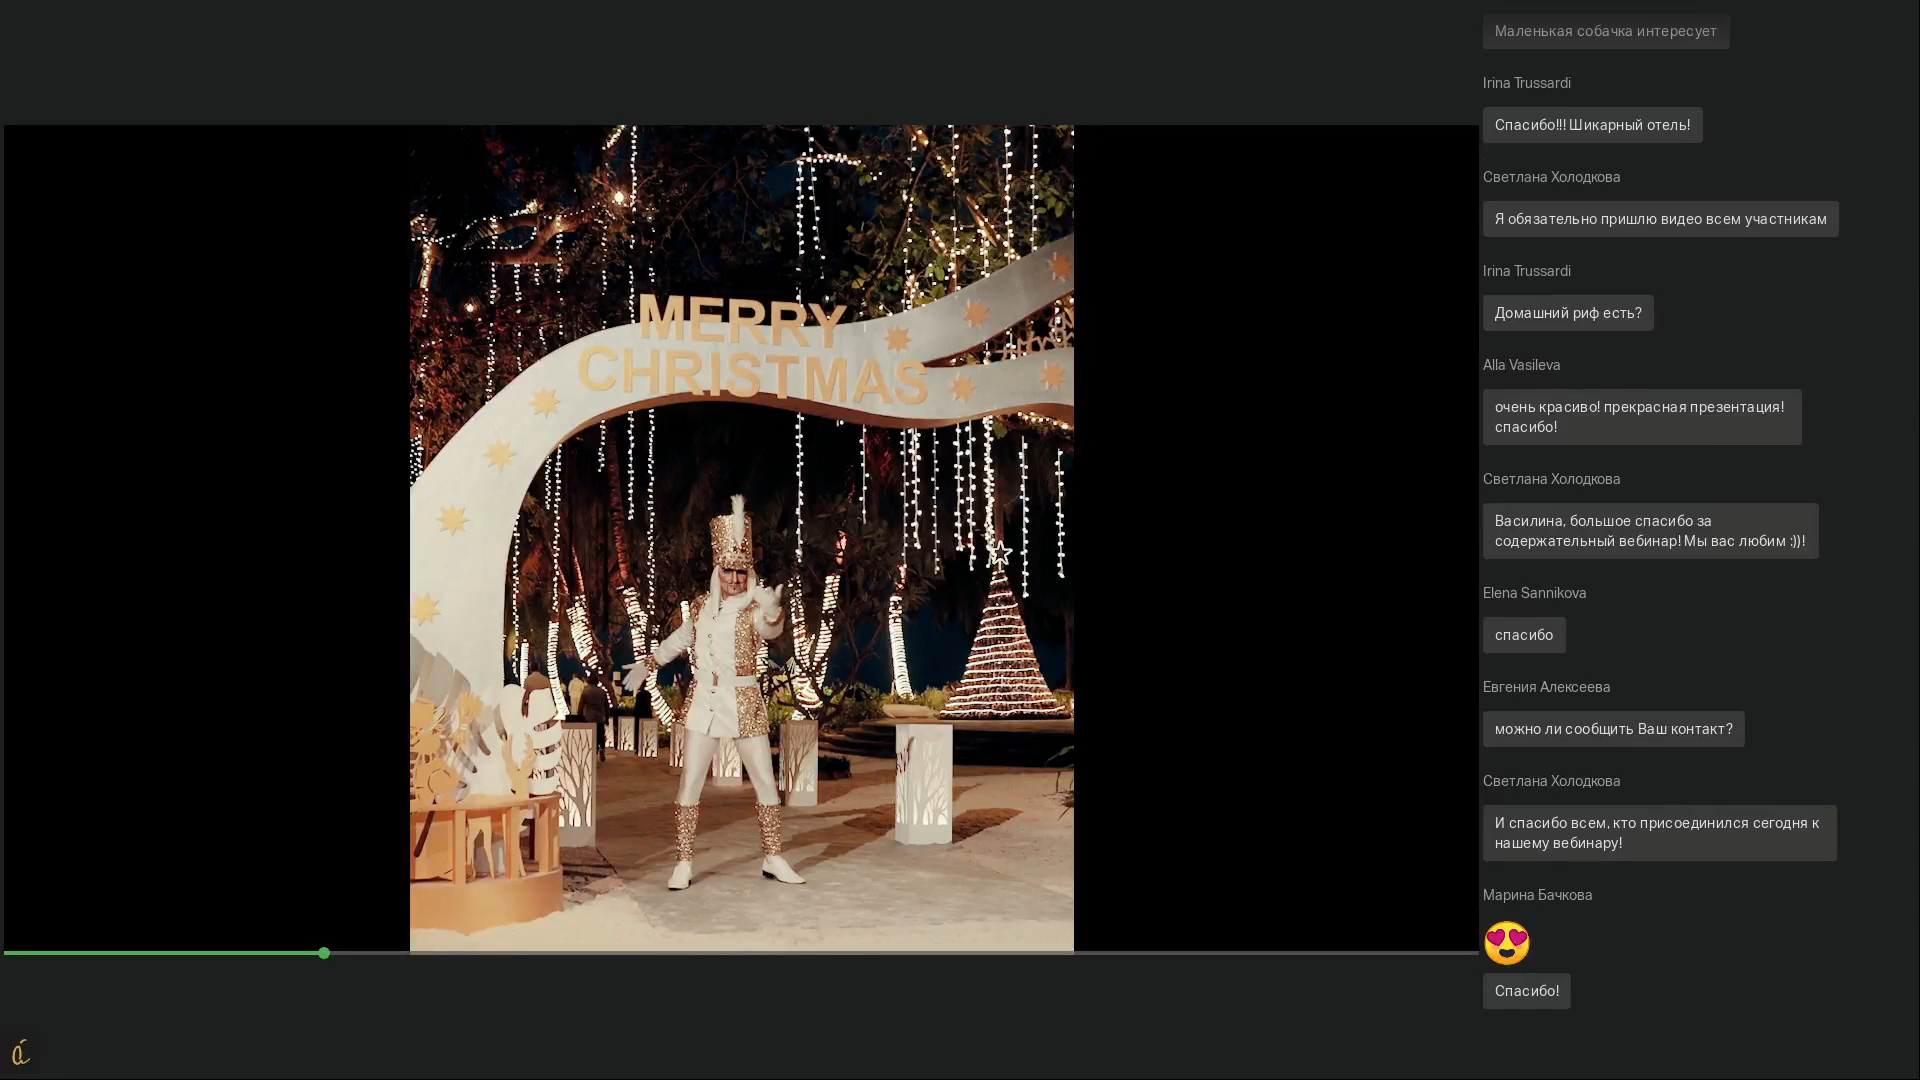 MERRY
CHRISTMAS
Маленькая собачка интересует
Irina Trussardi
Спасибо!!! Шикарный отель!
Светлана Холодкова
Я обязательно пришлю видео всем участникам
Irina Trussardi
Домашний риф есть?
Alla Vasileva
очень красиво! прекрасная презентация!
спасибо!
Светлана Холодкова
Василина, большое спасибо за
содержательный вебинар! Мы вас любим :))!
Elena Sannikova
спасибо
Евгения Алексеева
можно ли сообщить Ваш контакт?
Светлана Холодкова
И спасибо всем, кто присоединился сегодня к
нашему вебинару!
Марина Бачкова
😍
Спасибо!
á